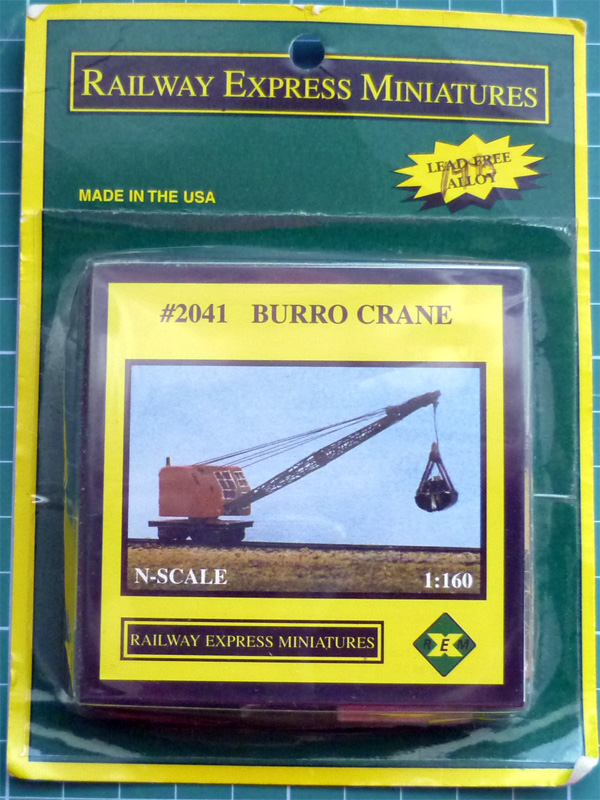 RAILWAY EXPRESS MINIATURES
LEAD FREE
ALLOY
MADE IN THE USA
#2041 BURRO CRANE
N-SCALE
1:160
RAILWAY EXPRESS MINIATURES
REM